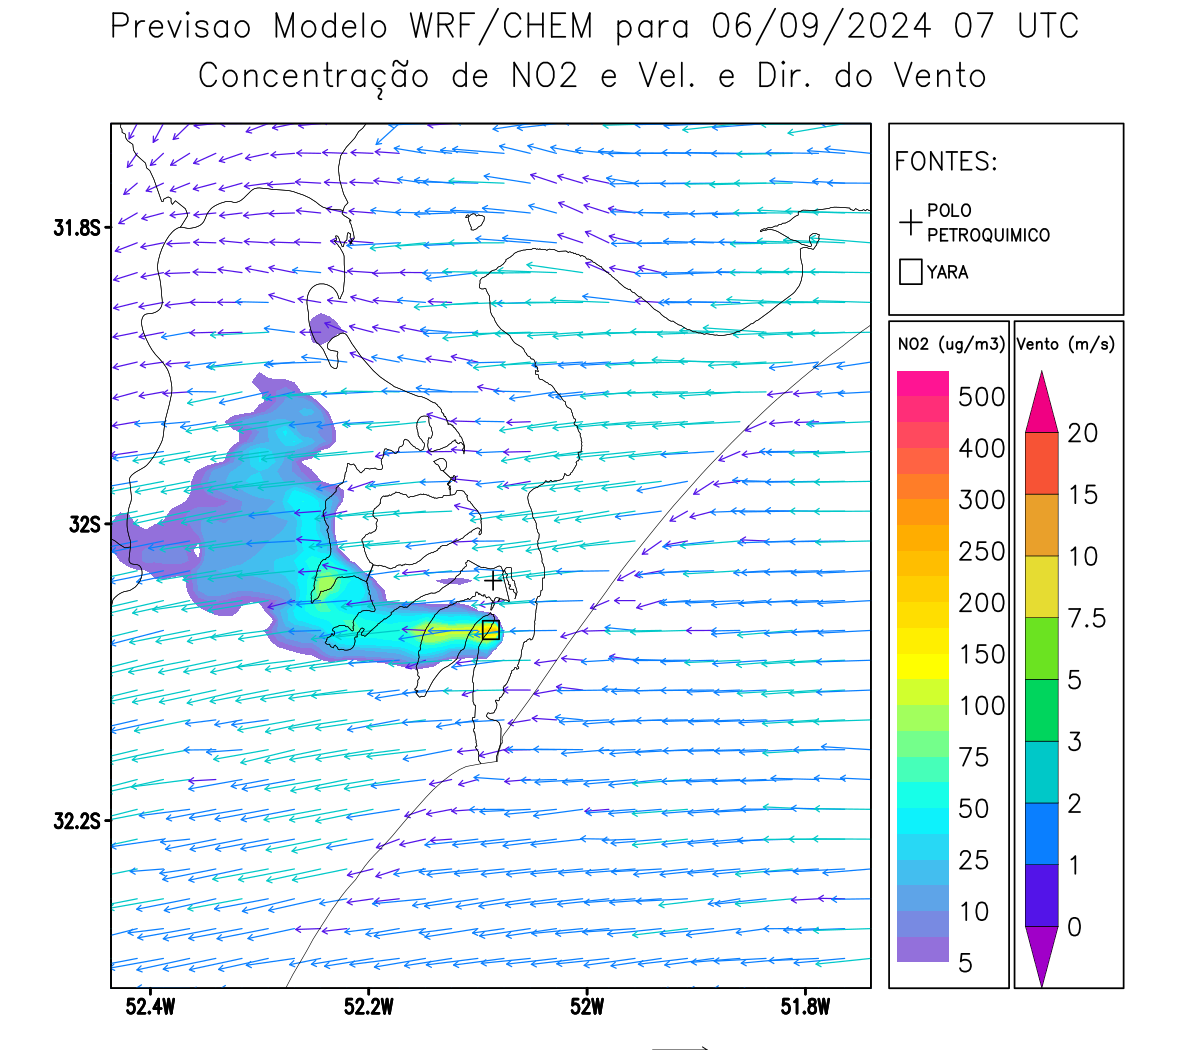 Previsao Modelo WRF/CHEM para 06/09/2024 07 UTC
Concentração de NO2 e Vel. e Dir. do Vento
FONTES:
POLO
PETROQUIMICO
YARA
NO2 (ug/m3)
500
400
300
250
200
150
100
75
50
25
10
5
Vento (m/s)
20
15
10
7.5
5
3
2
1
0
31.8S
32S
32.2S
52.4W
52.2W
52W
51.8W